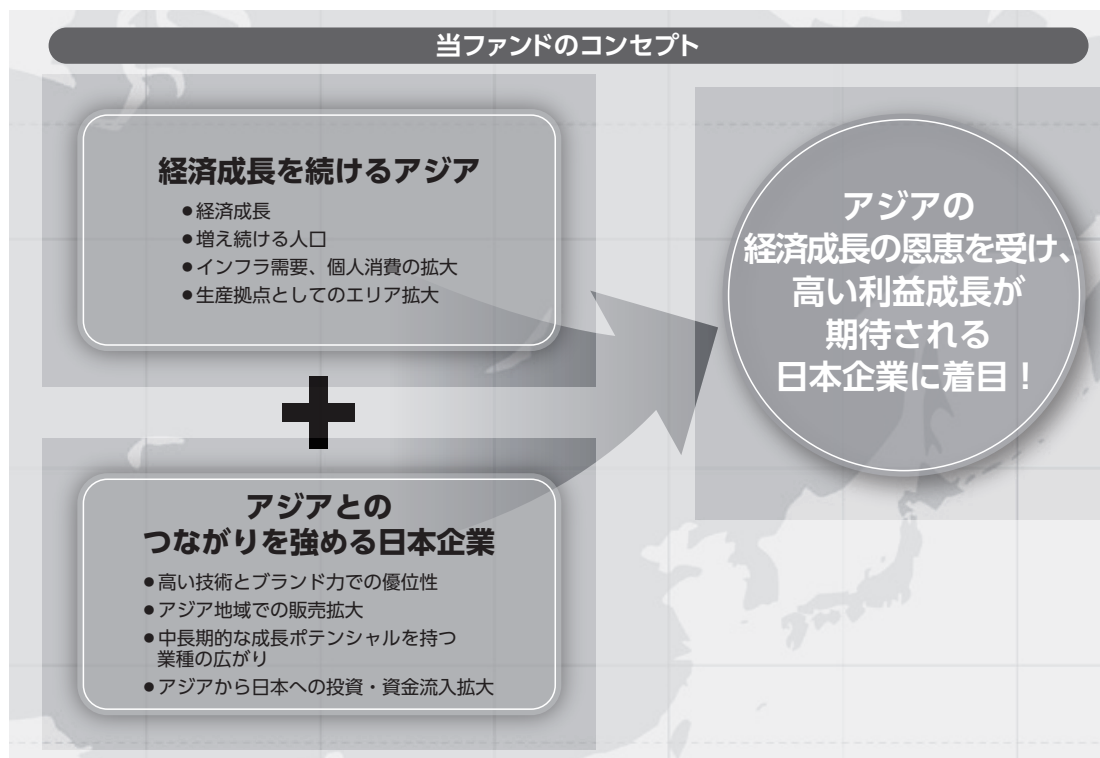 当ファンドのコンセプト
経済成長を続けるアジア
●経済成長
●増え続ける人口
●インフラ需要、個人消費の拡大
●生産拠点としてのエリア拡大
アジアとの
つながりを強める日本企業
●高い技術とブランド力での優位性
●アジア地域での販売拡大
●中長期的な成長ポテンシャルを持つ
業種の広がり
●アジアから日本への投資・資金流入拡大
アジアの
経済成長の恩恵を受け、
高い利益成長が
期待される
日本企業に着目！